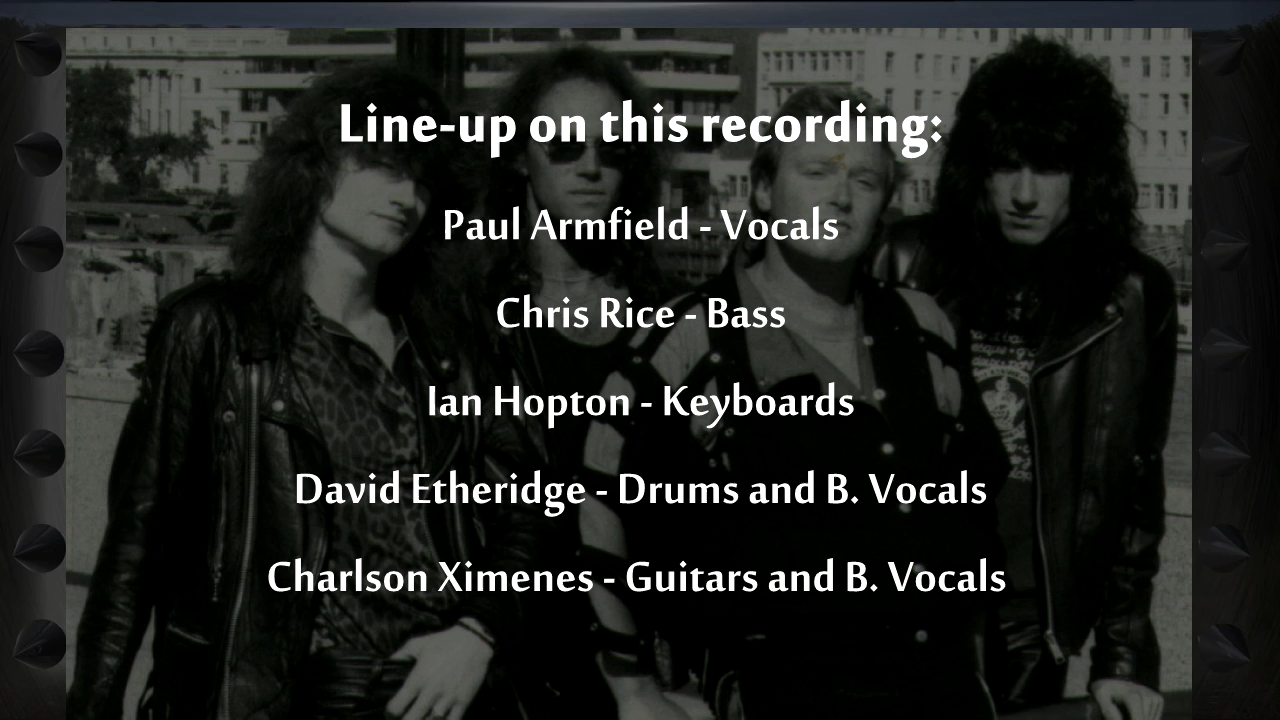 Line-up on this recording:
Paul Armfield - Vocals
Chris Rice - Bass
Ian Hopton - Keyboards
David Etheridge - Drums and B. Vocals
Charlson Ximenes - Guitars and B. Vocals